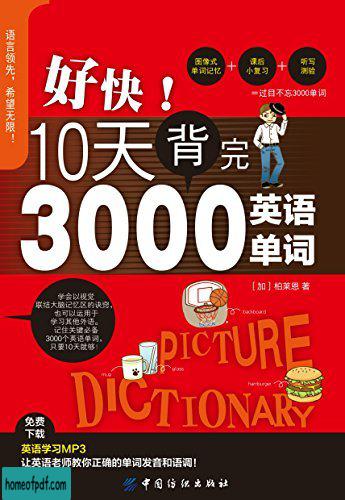 语言领先，希望无限！
图像式
单词记忆
+
课后
小复习
+
听写
测验
=过目不忘3000单词
好快！
10天背完
3000英语
单词
[加] 柏莱恩 著
学会以视觉
联结大脑记忆区的诀窍，
也可以运用于
学习其他外语。
记住关键必备
3000个英语单词，
只要10天就够！
backboard
basketball
PICTURE
DICTIONARY
mug
glass
hamburger
免费
下载
英语学习MP3
让英语老师教你正确的单词发音和语调！
homeofpdf.com
中国纺织出版社